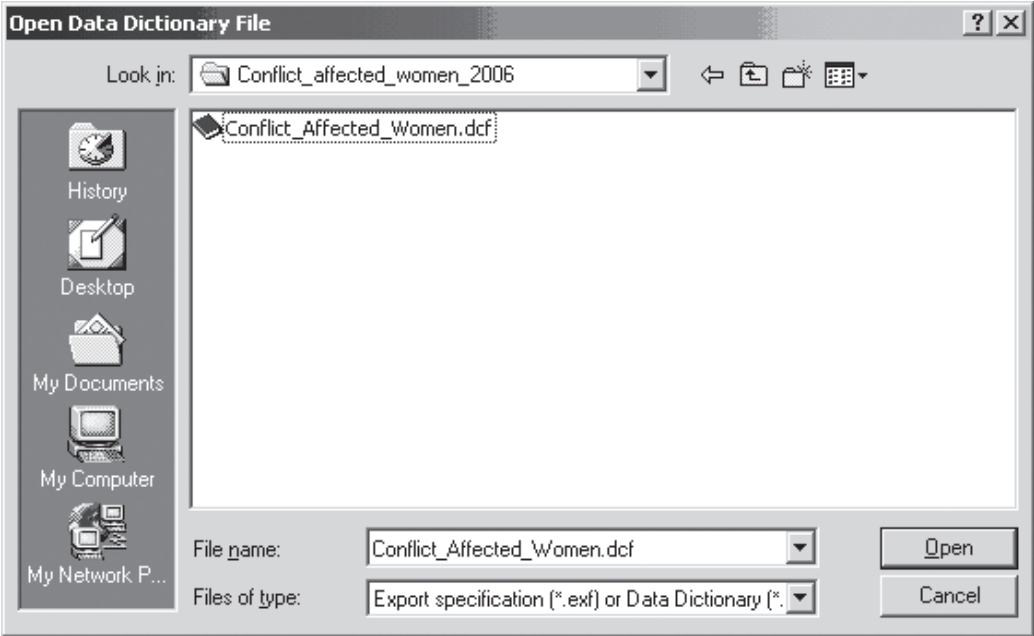 Open Data Dictionary File
Look in:
Conflict_affected_women_2006
Conflict_Affected_Women.dcf
History
Desktop
My Documents
My Computer
My Network P...
File name:
Conflict_Affected_Women.dcf
Open
Files of type:
Export specification (*.exf) or Data Dictionary (*.
Cancel